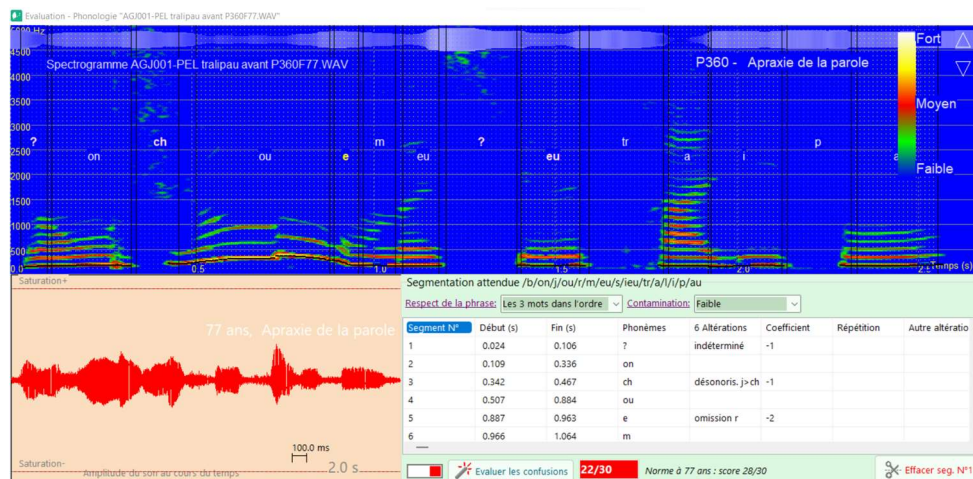 Evaluation - Phonologie "AGJ001-PEL tralipau avant P360F77.WAV"
Fort
4500
Spectrogramme AGJ001-PEL tralipau avant P360F77.WAV
P360 - Apraxie de la parole
4000
3500
Moyen
3000
? ch m ? tr p
2500
on ou e eu eu a i a
Faible
2000
1500
1000
500
0.0 0.5 1.0 1.5 2.0 Temps (s)
Saturation+
77 ans, Apraxie de la parole
100.0 ms
2.0 s
Saturation-
Amplitude du son au cours du temps
Segmentation attendue /b/on/j/ou/r/m/eu/s/ieu/tr/a/l/i/p/au
Respect de la phrase: Les 3 mots dans l'ordre Contamination: Faible
Segment N° Début (s) Fin (s) Phonèmes 6 Altérations Coefficient Répétition Autre altératio
1 0.024 0.106 ? indéterminé -1
2 0.109 0.336 on
3 0.342 0.467 ch désonoris. j>ch -1
4 0.507 0.884 ou
5 0.887 0.963 e omission r -2
6 0.966 1.064 m
Evaluer les confusions 22/30 Norme à 77 ans : score 28/30 Effacer seg. N°1